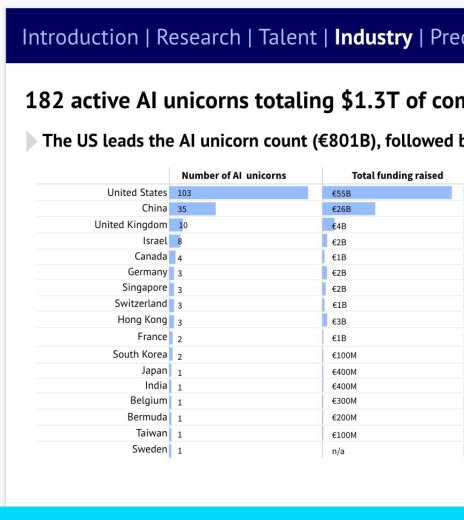 Introduction | Research | Talent | Industry | Pred
182 active AI unicorns totaling $1.3T of com
The US leads the AI unicorn count (€801B), followed b
Number of AI unicorns Total funding raised
United States 103 €55B
China 35 €26B
United Kingdom 10 €4B
Israel 8 €2B
Canada 4 €1B
Germany 3 €2B
Singapore 3 €2B
Switzerland 3 €1B
Hong Kong 3 €3B
France 2 €1B
South Korea 2 €100M
Japan 1 €400M
India 1 €400M
Belgium 1 €300M
Bermuda 1 €200M
Taiwan 1 €100M
Sweden 1 n/a